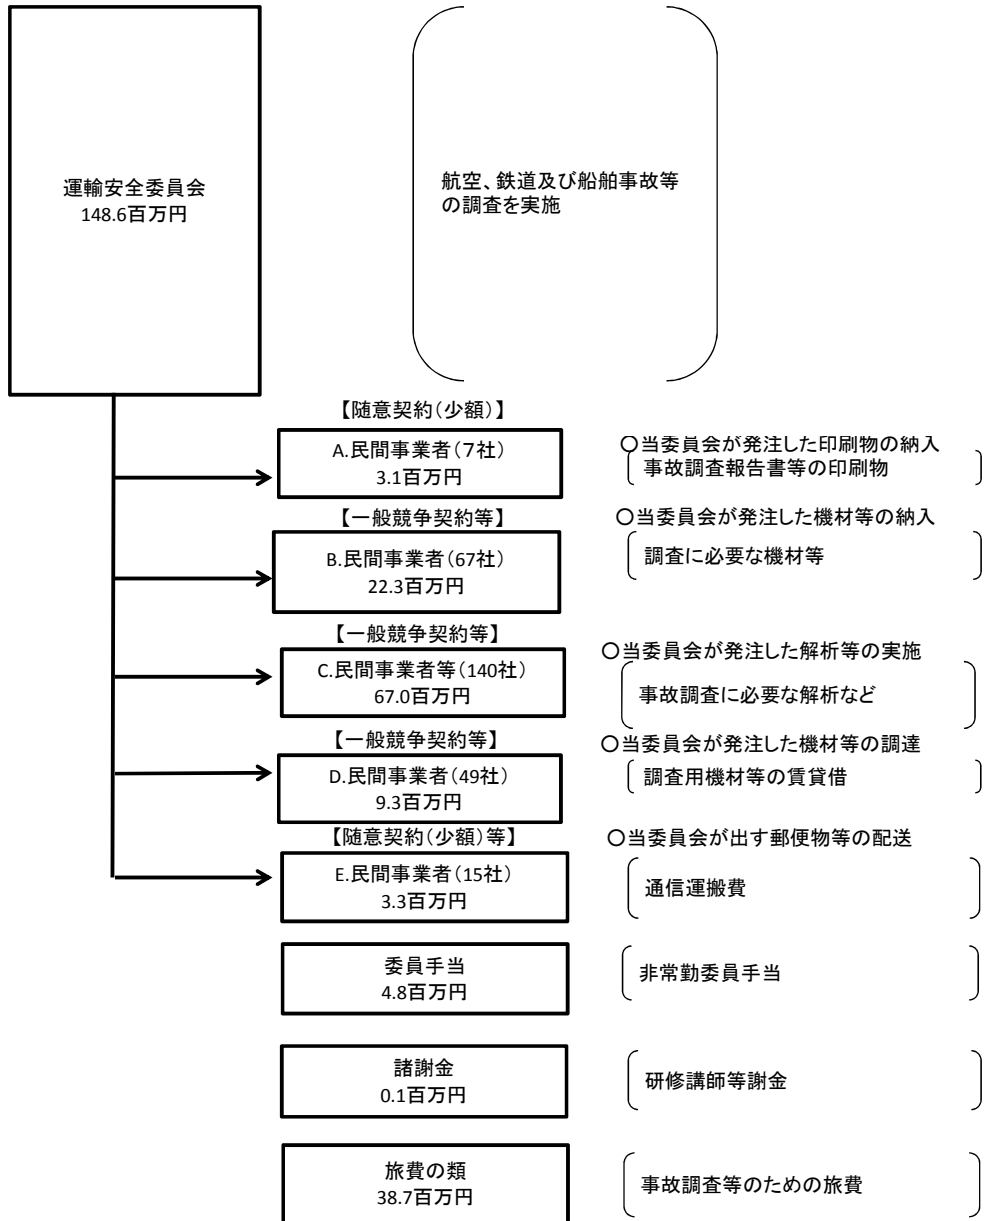 運輸安全委員会
148.6百万円
航空、鉄道及び船舶事故等
の調査を実施
【随意契約(少額)】
A.民間事業者(7社)
3.1百万円
○当委員会が発注した印刷物の納入
事故調査報告書等の印刷物
【一般競争契約等】
B.民間事業者(67社)
22.3百万円
○当委員会が発注した機材等の納入
調査に必要な機材等
【一般競争契約等】
C.民間事業者等(140社)
67.0百万円
○当委員会が発注した解析等の実施
事故調査に必要な解析など
【一般競争契約等】
D.民間事業者(49社)
9.3百万円
○当委員会が発注した機材等の調達
調査用機材等の賃貸借
【随意契約(少額)等】
E.民間事業者(15社)
3.3百万円
○当委員会が出す郵便物等の配送
通信運搬費
委員手当
4.8百万円
非常勤委員手当
諸謝金
0.1百万円
研修講師等謝金
旅費の類
38.7百万円
事故調査等のための旅費